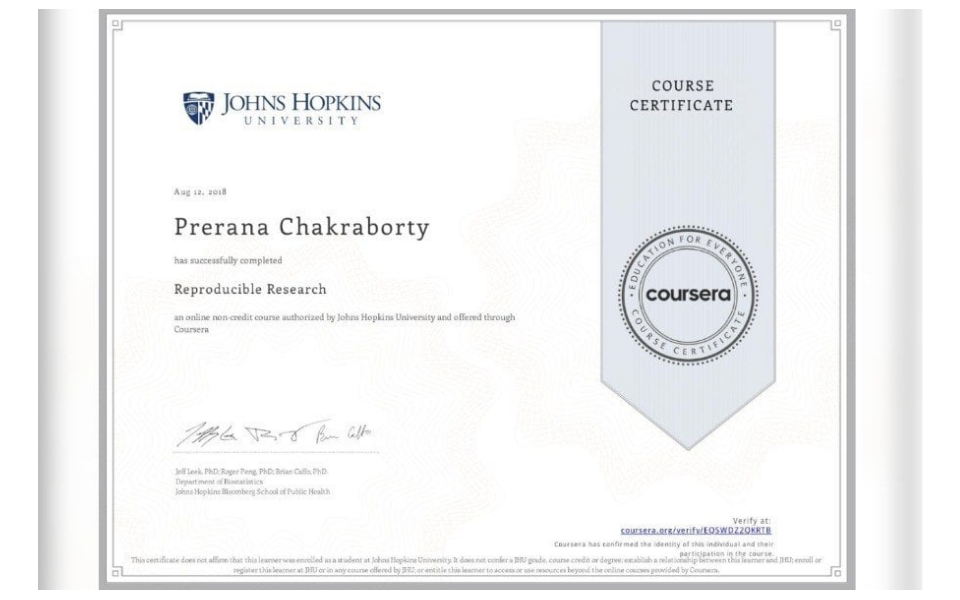 JOHNS HOPKINS
UNIVERSITY
COURSE
CERTIFICATE
Aug 12, 2018
Prerana Chakraborty
has successfully completed
Reproducible Research
an online non-credit course authorized by Johns Hopkins University and offered through
Coursera
EDUCATION FOR EVERYONE
coursera
COURSE CERTIFICATE
Jeff Leek, PhD; Roger Peng, PhD; Brian Caffo, PhD
Department of Biostatistics
Johns Hopkins Bloomberg School of Public Health
Verify at:
coursera.org/verify/EQSWDZ2QKRTB
Coursera has confirmed the identity of this individual and their
participation in the course.
This certificate does not affirm that this learner was enrolled as a student at Johns Hopkins University. It does not confer a JHU grade, course credit or degree; establish a relationship between this learner and JHU; enroll or
register this learner at JHU or in any course offered by JHU; or entitle this learner to access or use resources beyond the online courses provided by Coursera.